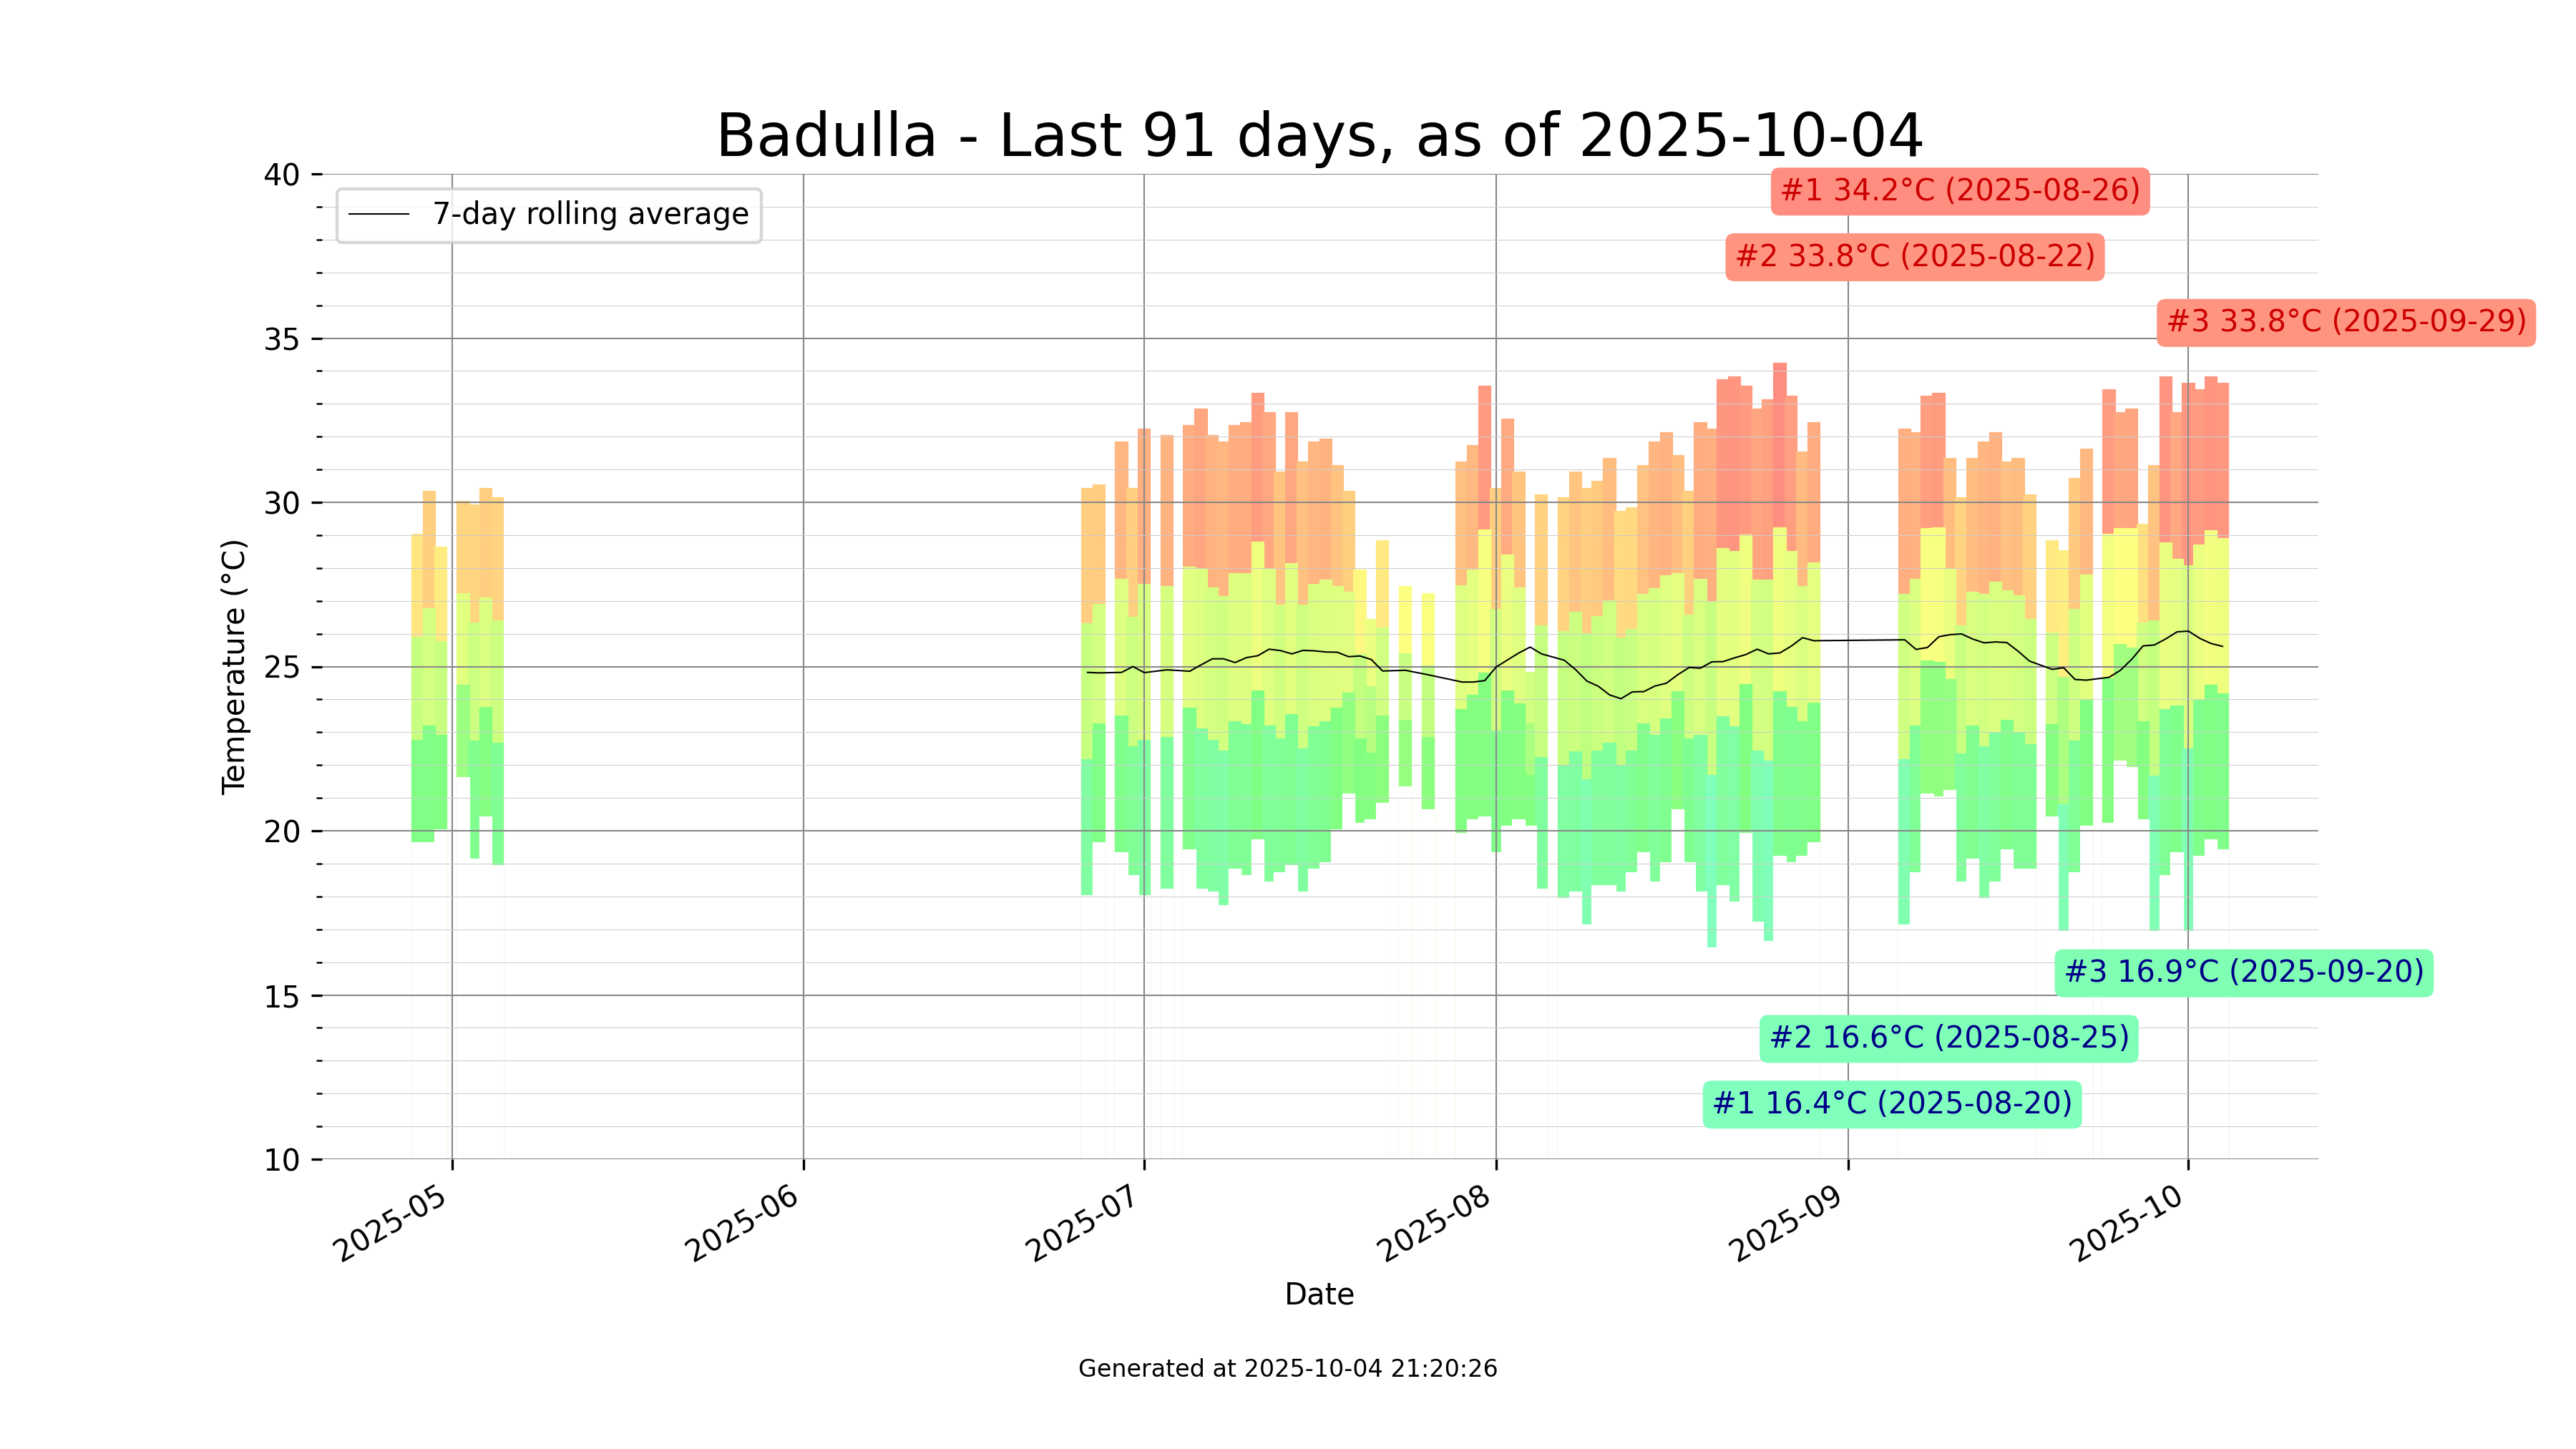 Badulla - Last 91 days, as of 2025-10-04
7-day rolling average
#1 34.2°C (2025-08-26)
#2 33.8°C (2025-08-22)
#3 33.8°C (2025-09-29)
#3 16.9°C (2025-09-20)
#2 16.6°C (2025-08-25)
#1 16.4°C (2025-08-20)
Temperature (°C)
40
35
30
25
20
15
10
2025-05
2025-06
2025-07
2025-08
2025-09
2025-10
Date
Generated at 2025-10-04 21:20:26